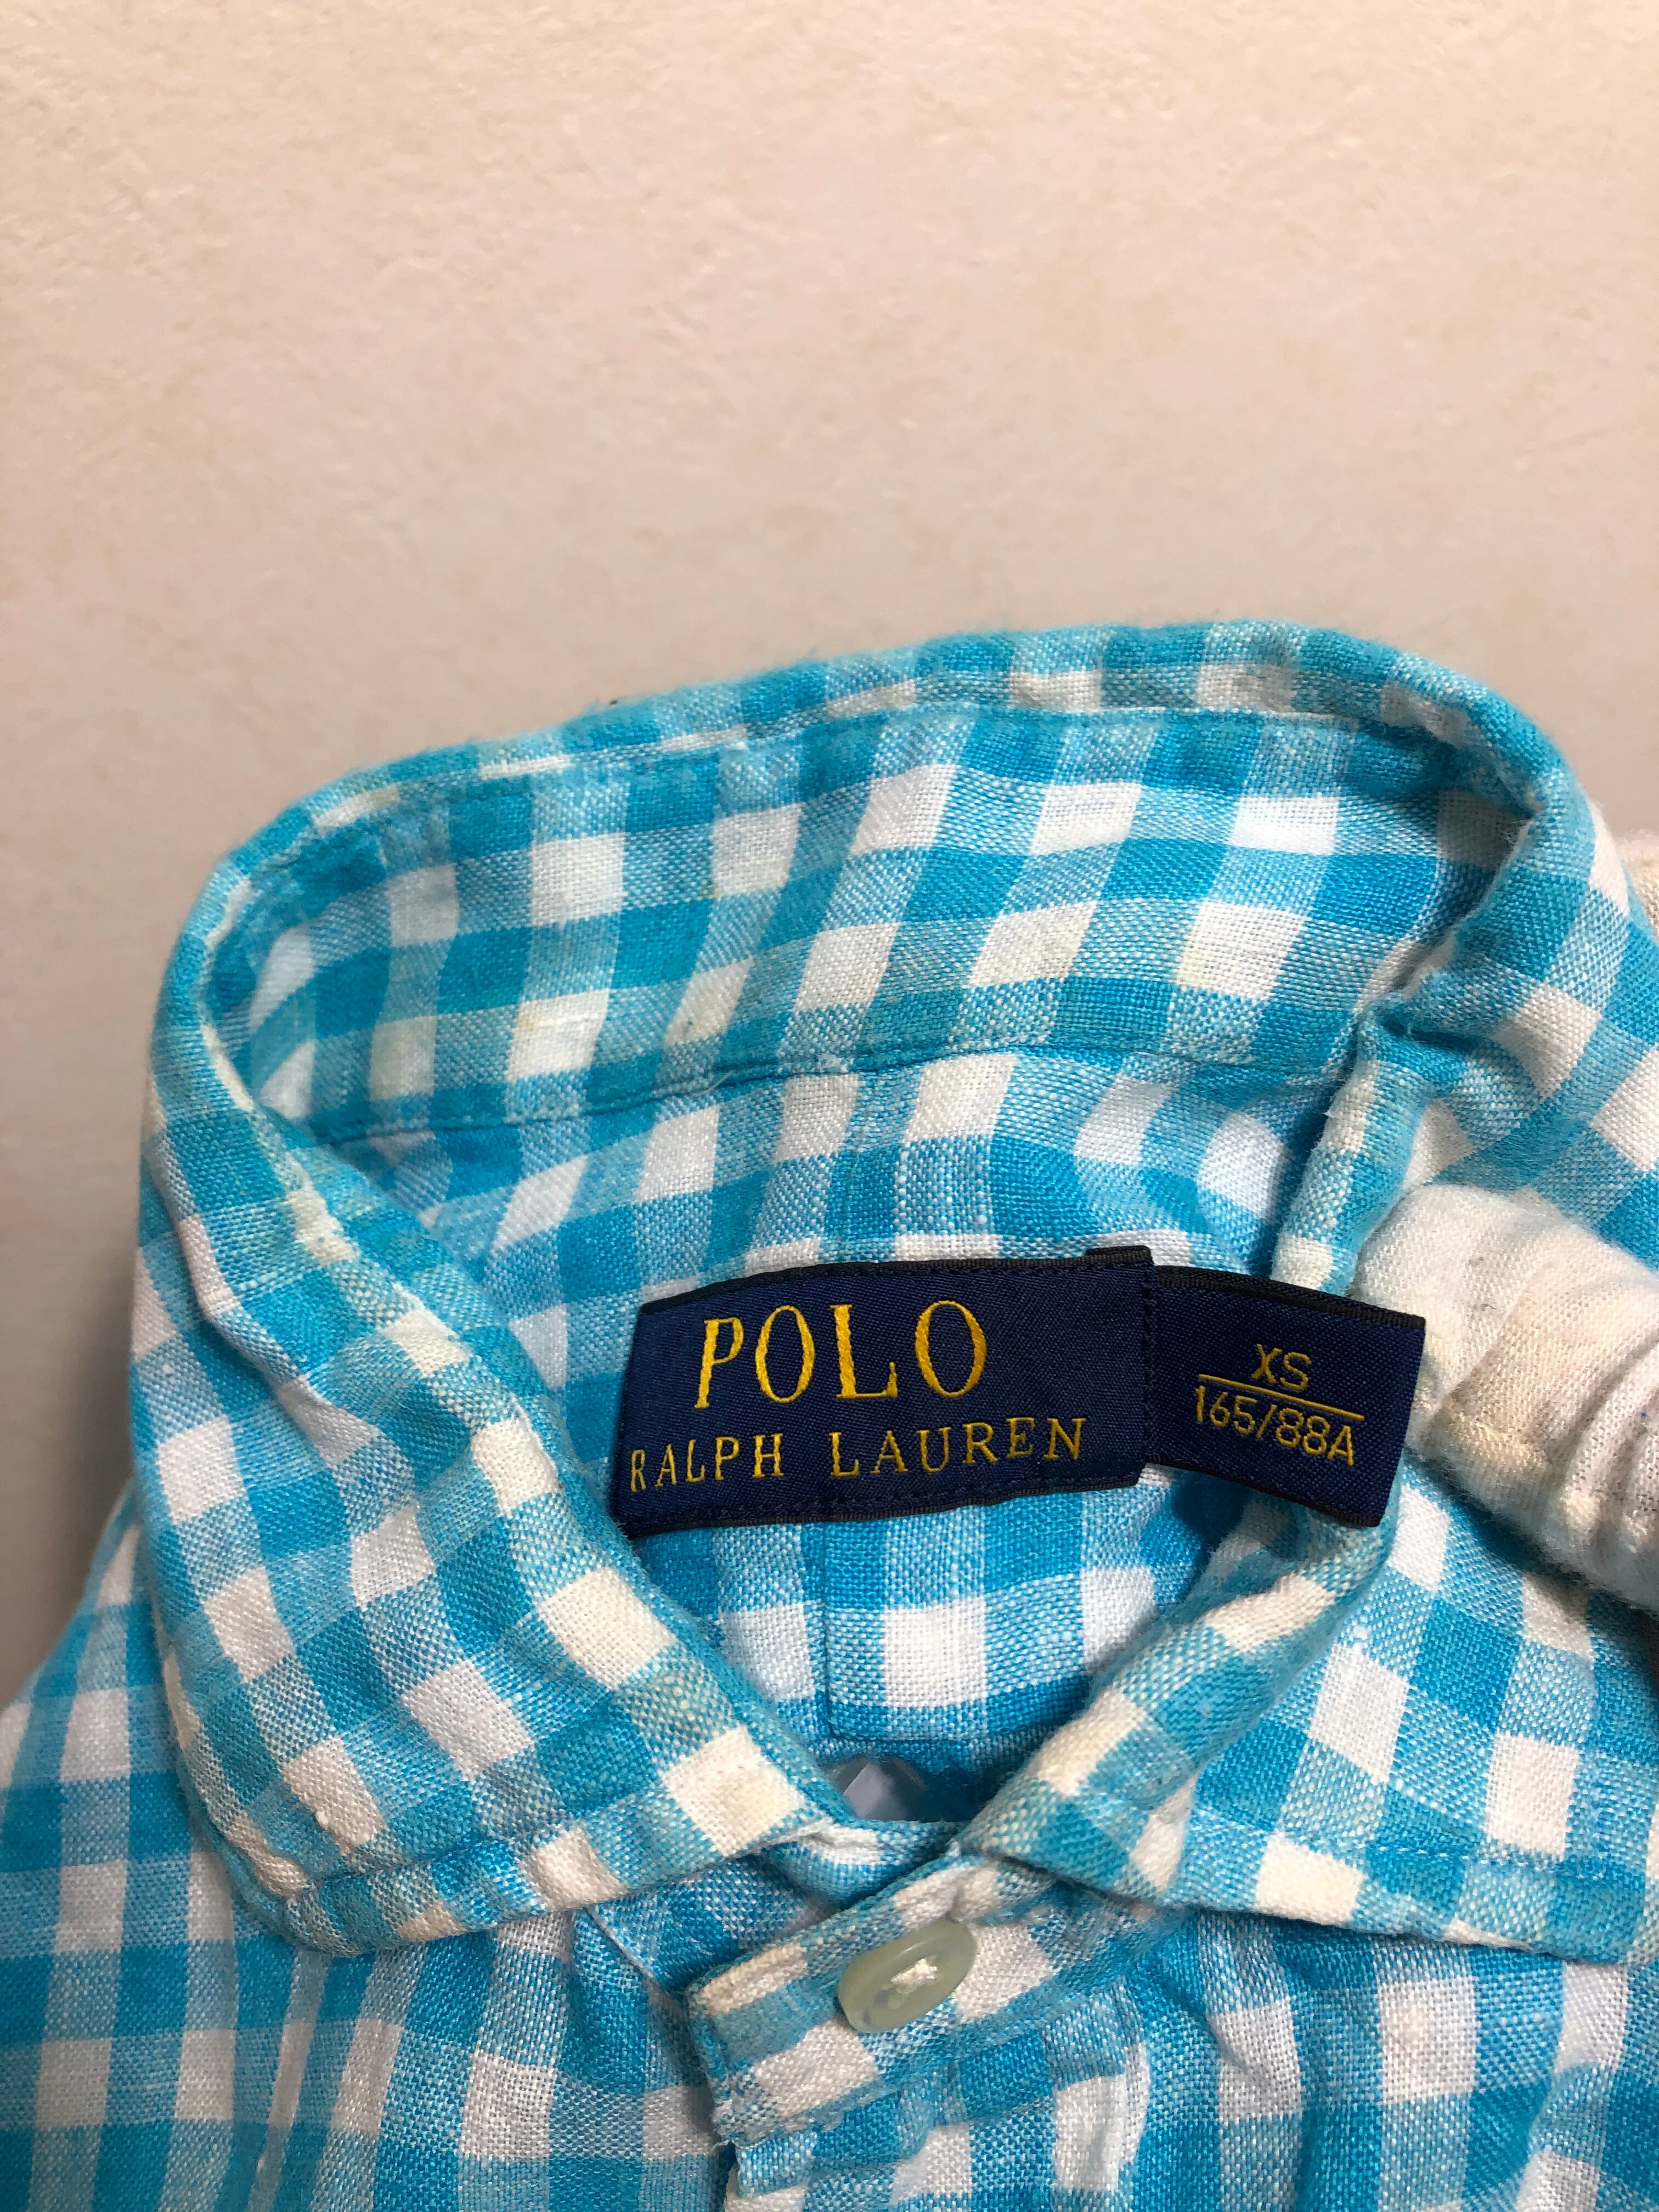 POLO
RALPH LAUREN
XS
165/88A